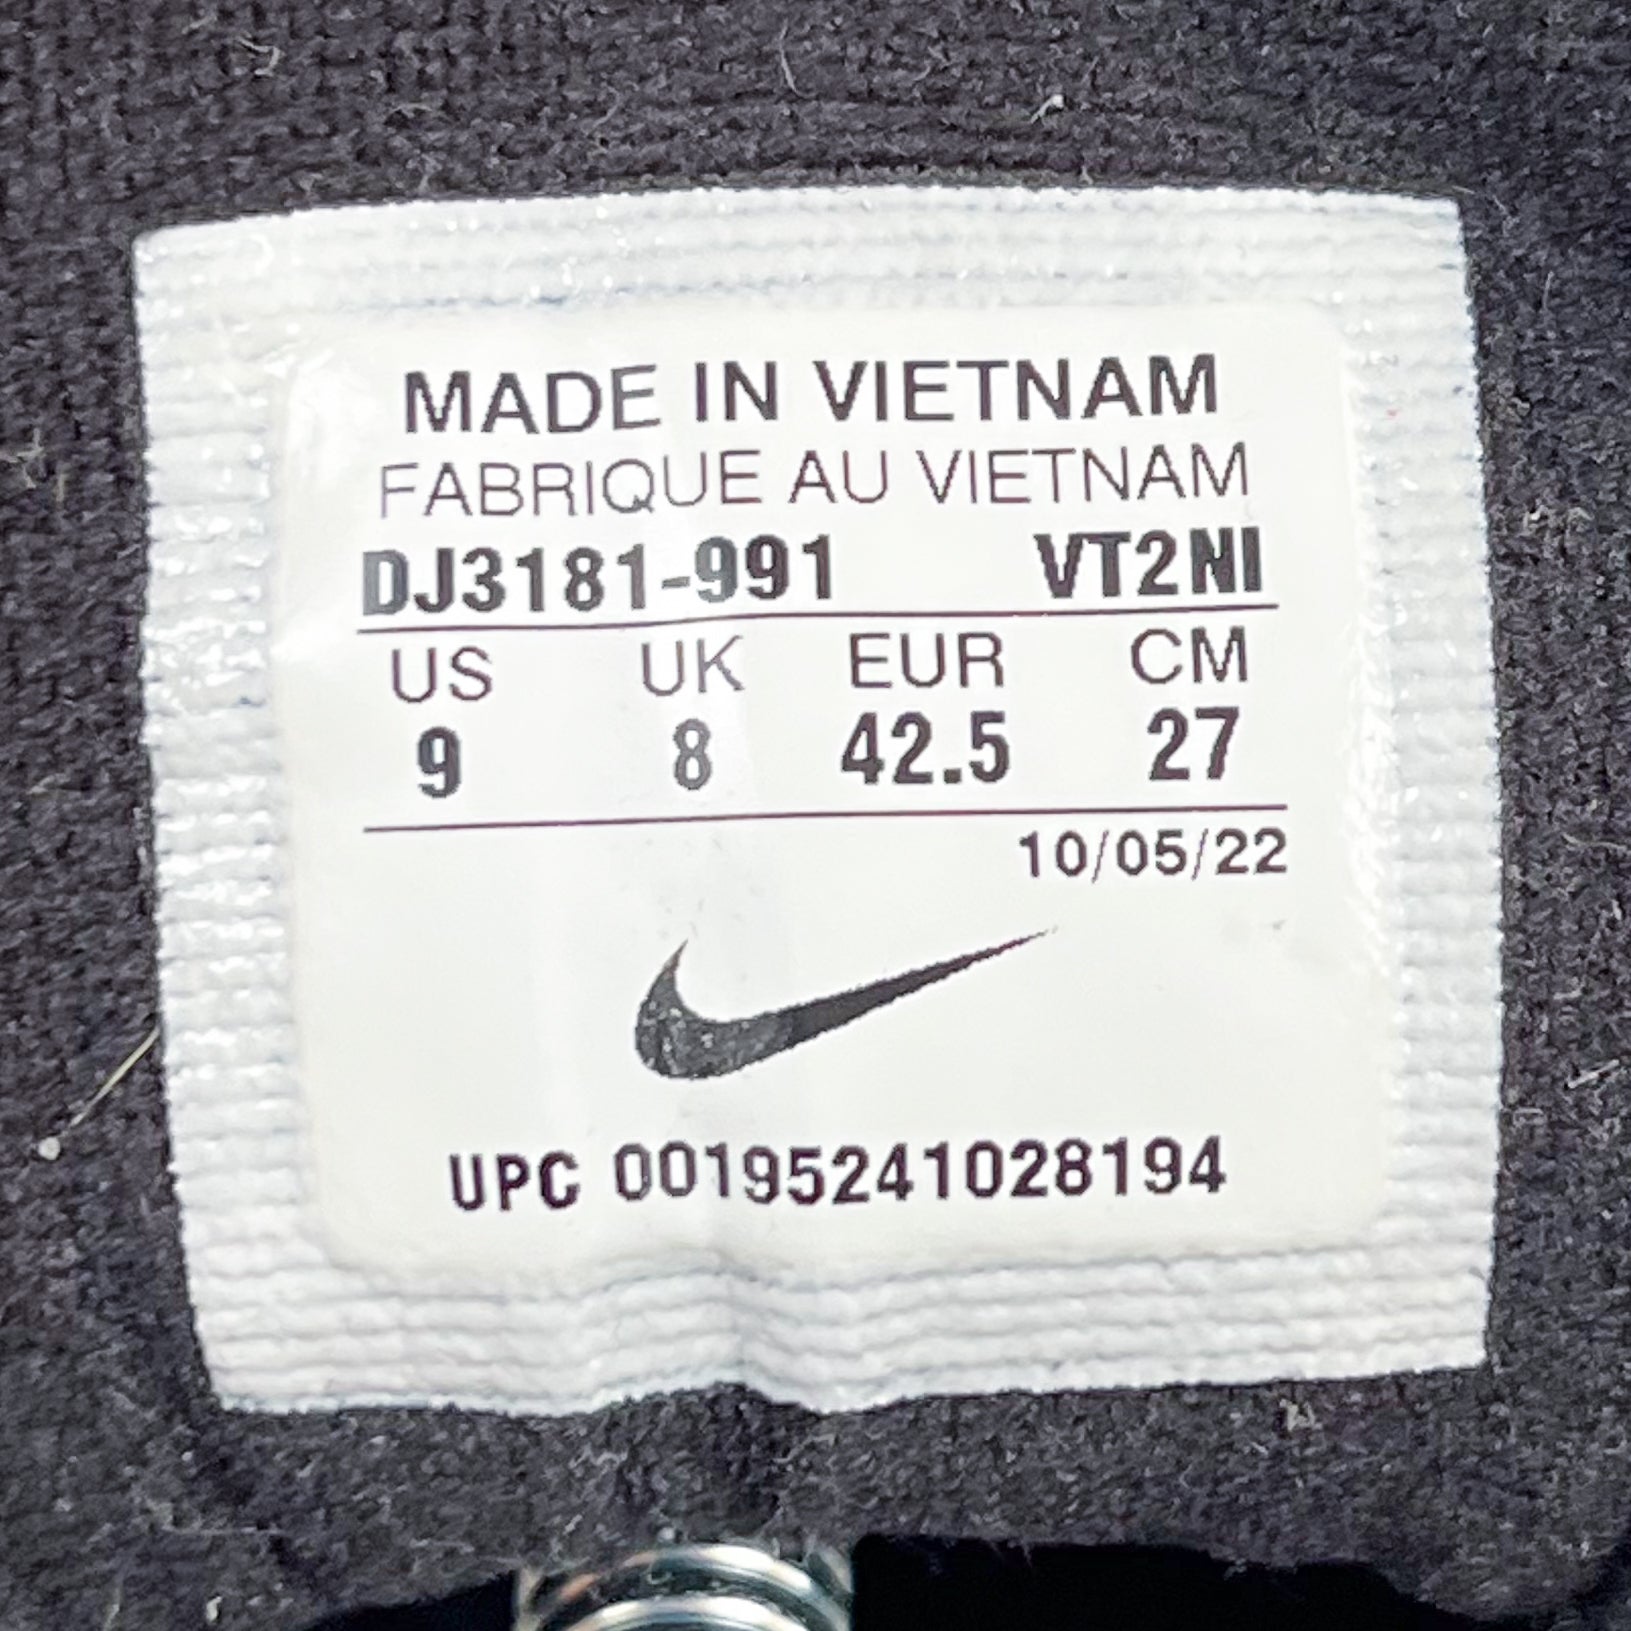 MADE IN VIETNAM
FABRIQUE AU VIETNAM
DJ3181-991 VT2NI
US UK EUR CM
9 8 42.5 27
10/05/22
UPC 00195241028194